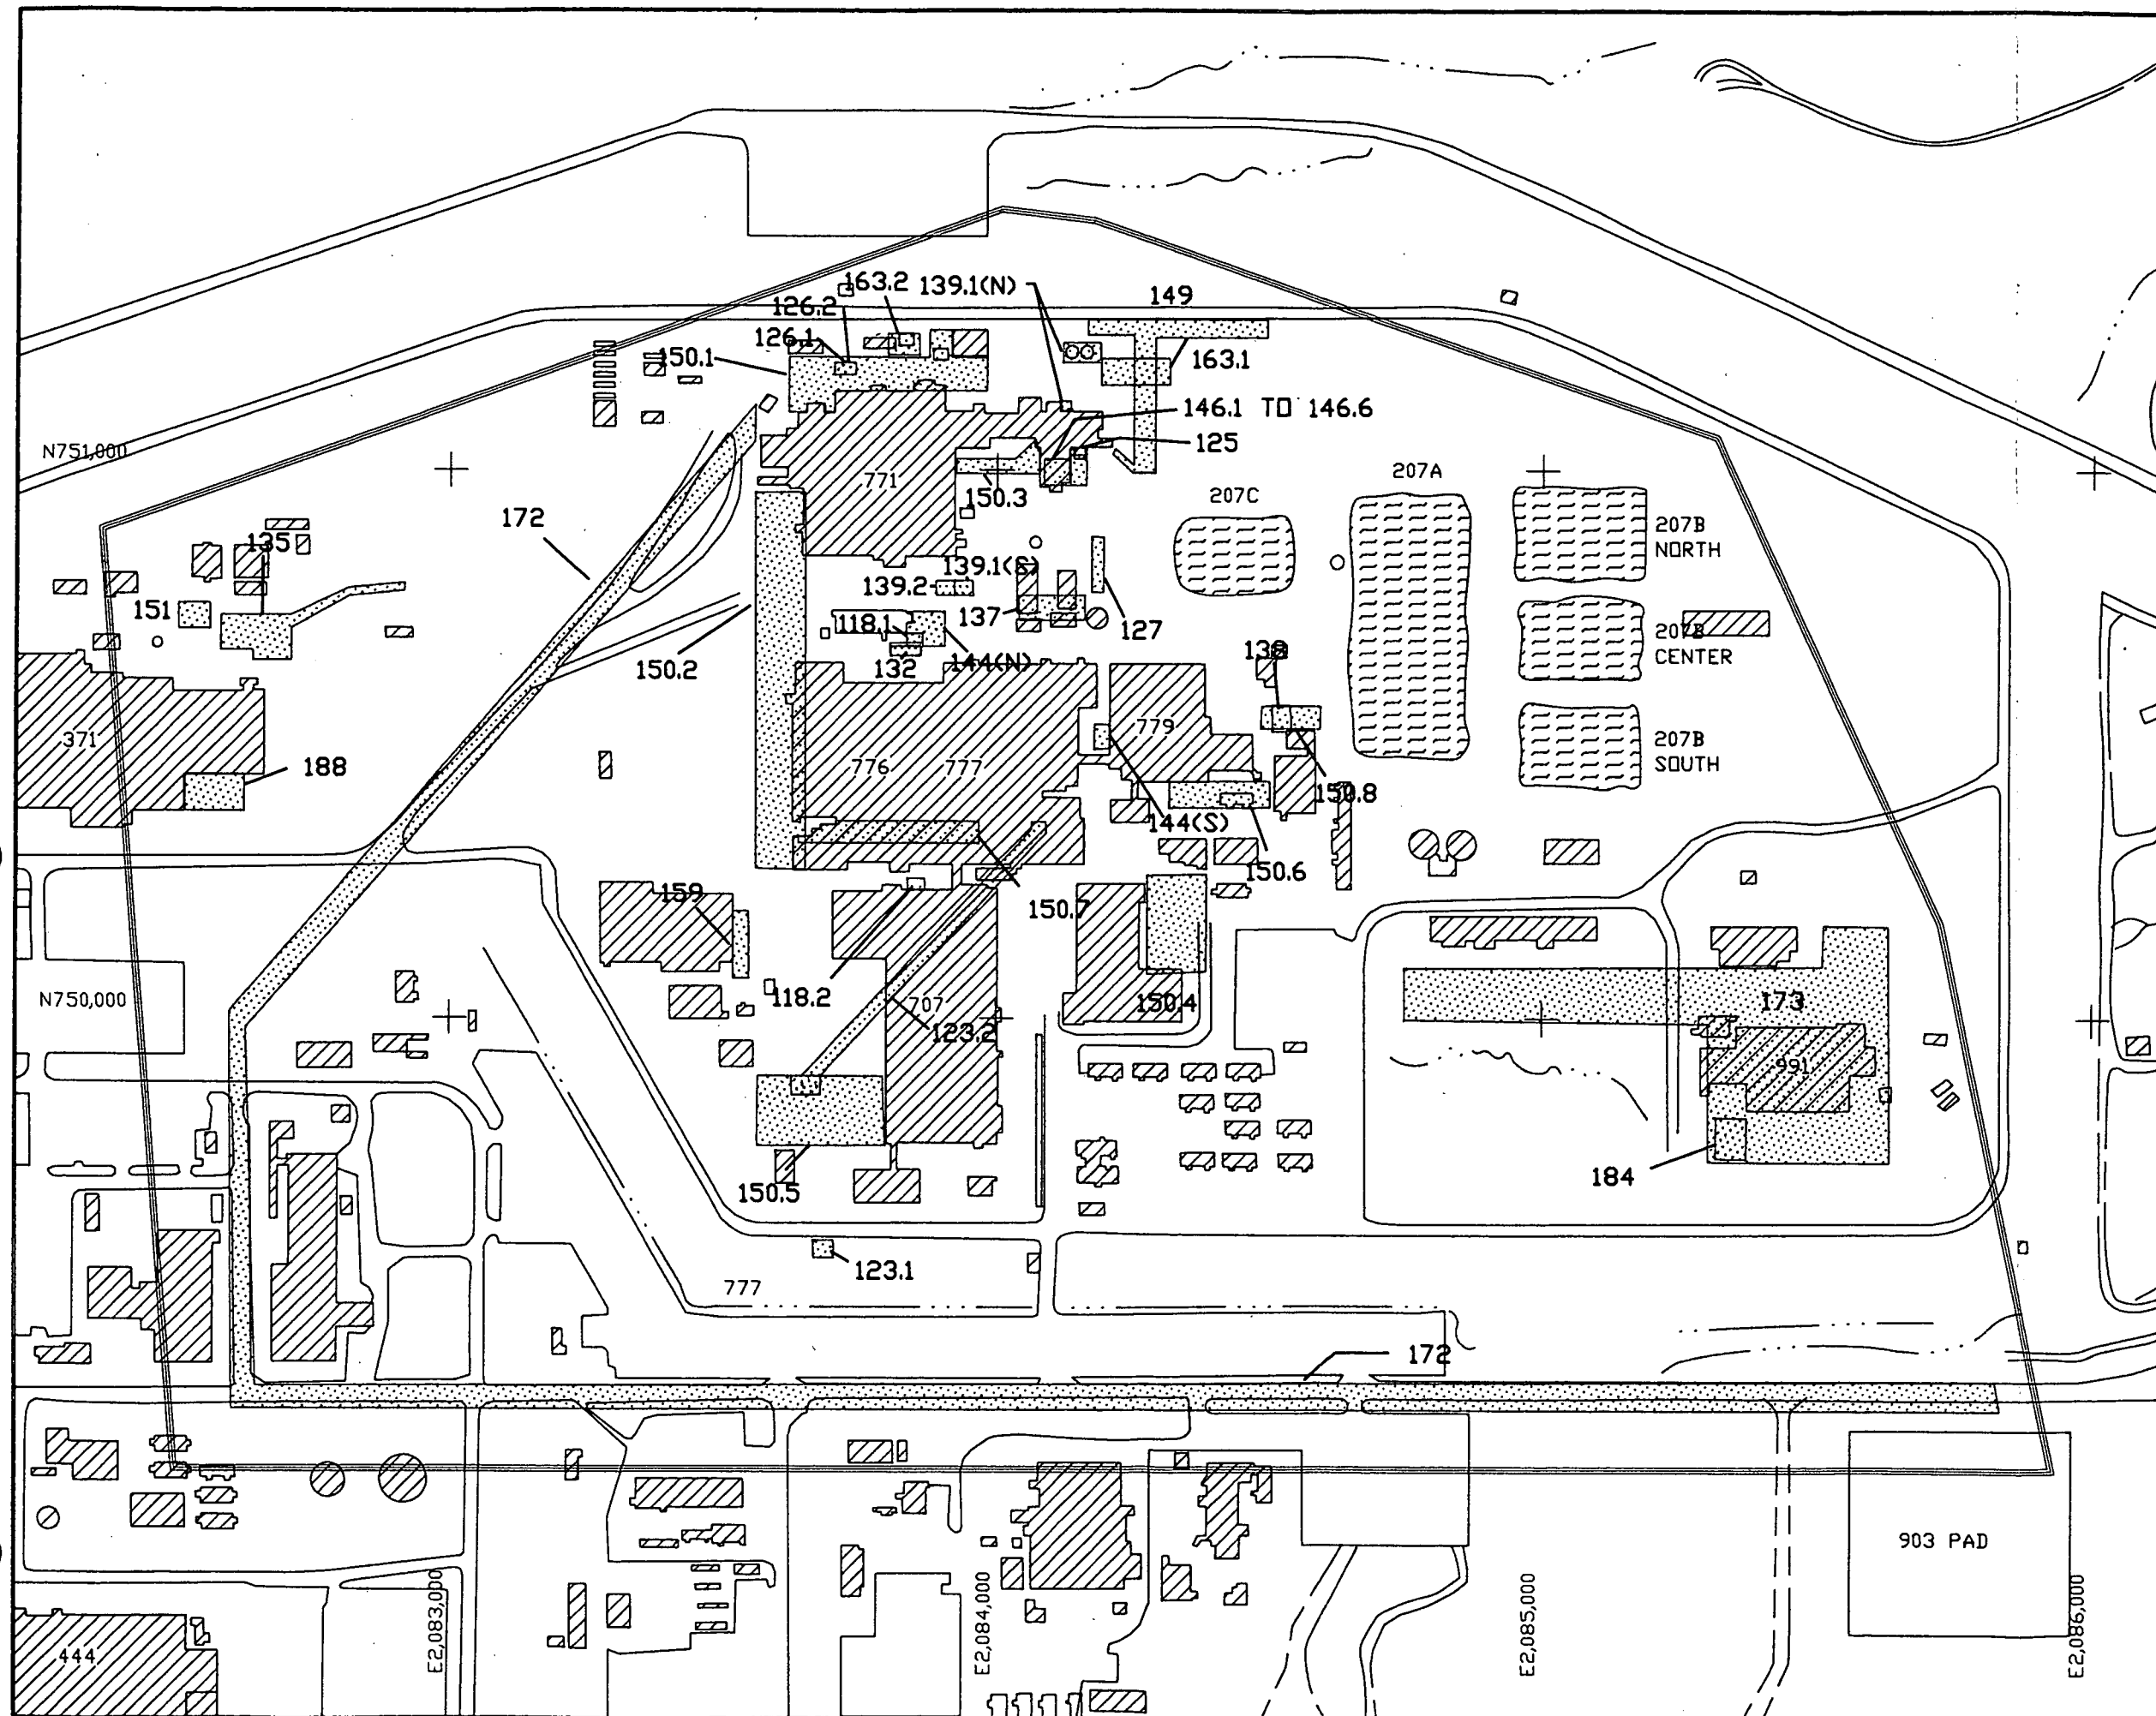 163.2
139.1(N)
149
126.2
126.1
150.1
163.1
146.1 TO 146.6
125
N751,000
771
150.3
207A
207C
172
207B
NORTH
135
139.1(S)
139.2
151
137
118.1
127
207B
CENTER
138
144(N)
132
150.2
371
779
207B
SOUTH
188
776
777
150.8
144(S)
150.6
159
150.7
N750,000
118.2
707
150.4
173
123.2
991
184
150.5
123.1
777
172
903 PAD
E2,083,000
E2,084,000
E2,085,000
E2,086,000
444